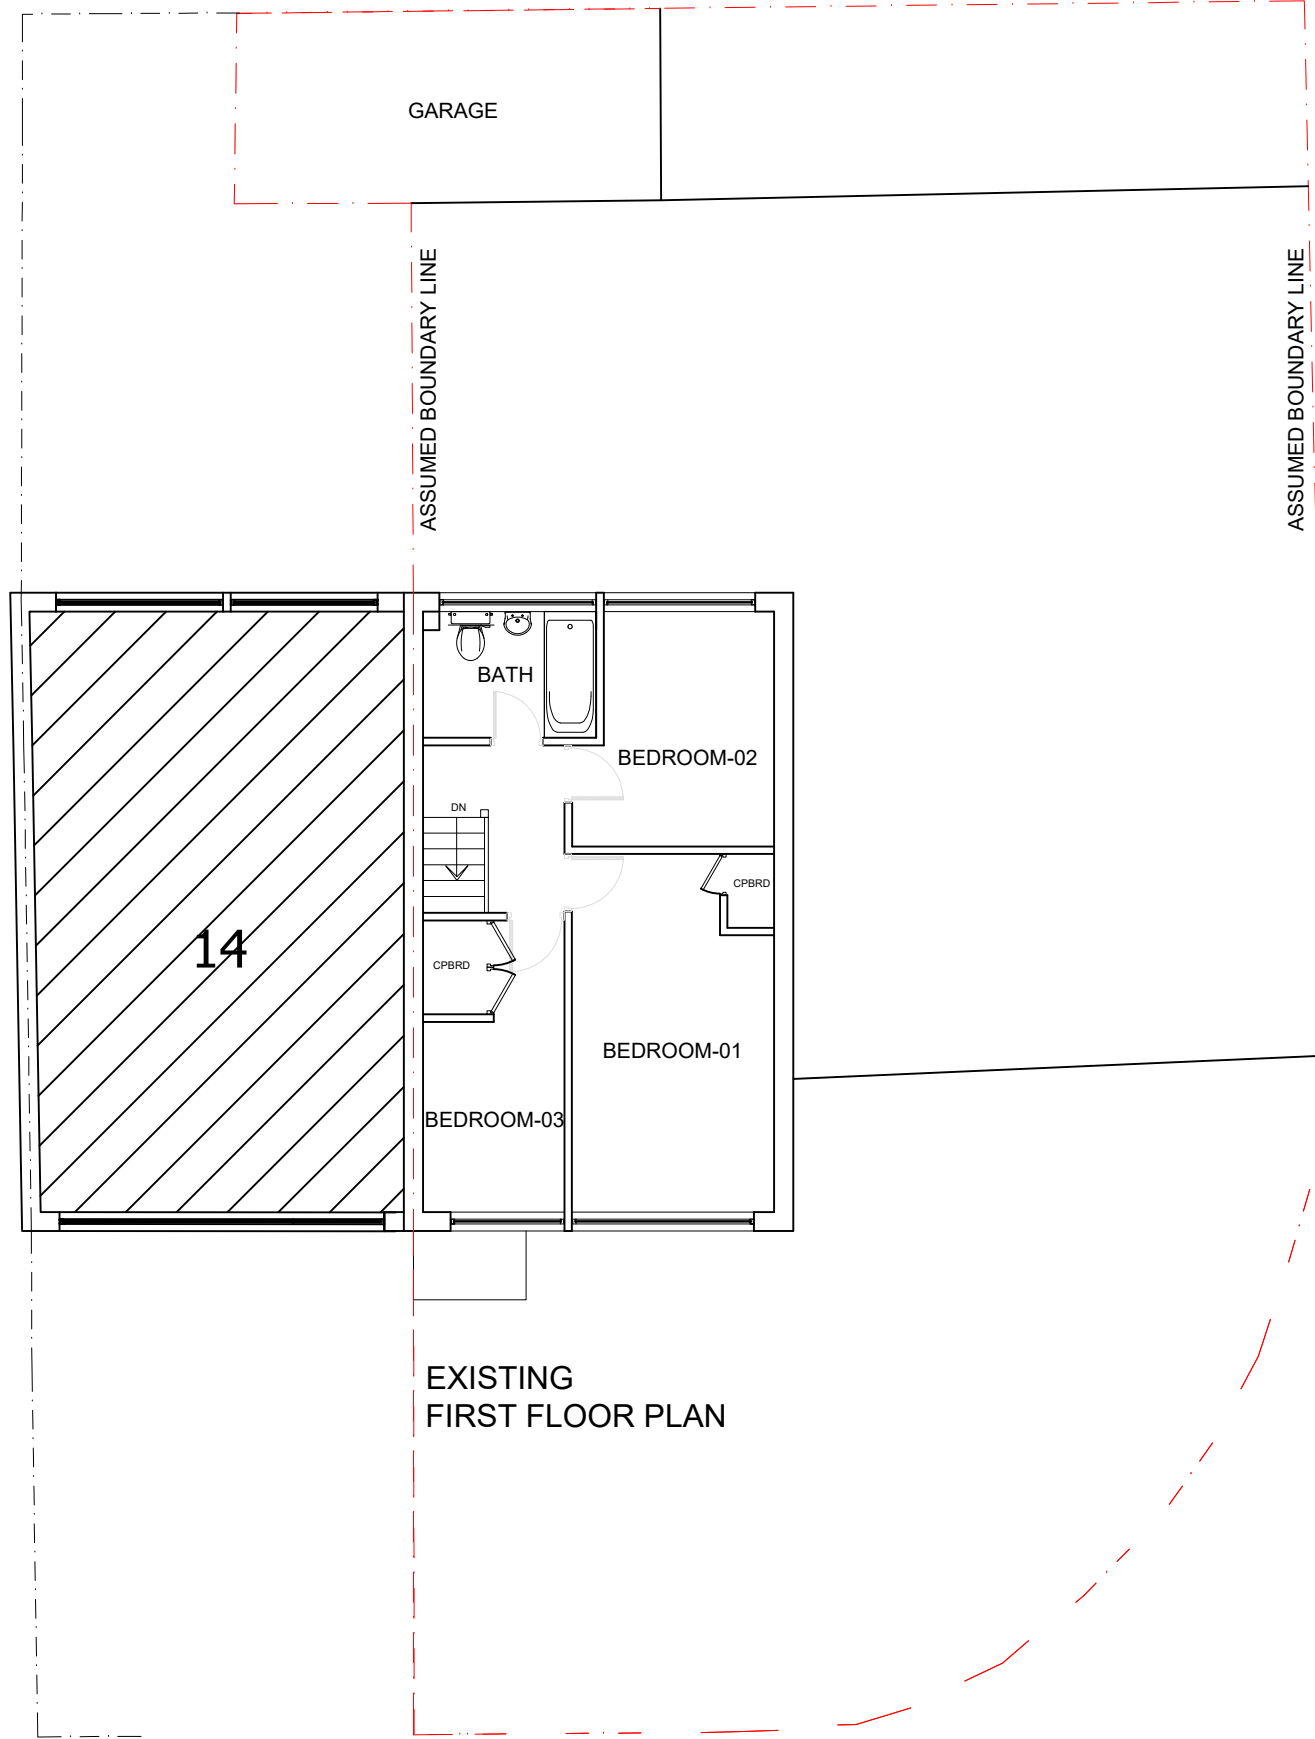 GARAGE
ASSUMED BOUNDARY LINE
ASSUMED BOUNDARY LINE
BATH
BEDROOM-02
DN
CPBRD
14
CPBRD
BEDROOM-01
BEDROOM-03
EXISTING
FIRST FLOOR PLAN